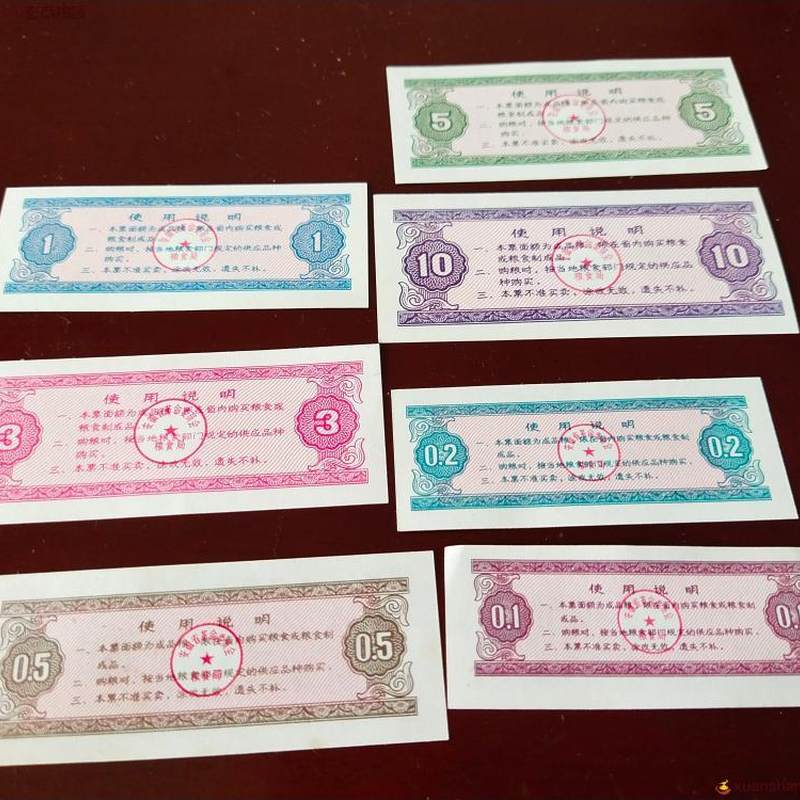 5
使用说明
一、本票面额为成品粮，限在省内购买粮食或
粮食制成品。
二、购粮时，按当地粮食部门规定的供应品种
购买。
三、本票不准买卖，涂改无效，遗失不补。
5
粮食局
1
使用说明
一、本票面额为成品粮，限在省内购买粮食或
粮食制成品。
二、购粮时，按当地粮食部门规定的供应品种
购买。
三、本票不准买卖，涂改无效，遗失不补。
1
粮食局
10
使用说明
一、本票面额为成品粮，限在省内购买粮食
或粮食制成品。
二、购粮时，按当地粮食部门规定的供应品
种购买。
三、本票不准买卖，涂改无效，遗失不补。
10
粮食局
3
使用说明
一、本票面额为成品粮，限在省内购买粮食或
粮食制成品。
二、购粮时，按当地粮食部门规定的供应品种
购买。
三、本票不准买卖，涂改无效，遗失不补。
3
粮食局
0.2
使用说明
一、本票面额为成品粮，限在省内购买粮食或粮食制
成品。
二、购粮时，按当地粮食部门规定的供应品种购买。
三、本票不准买卖，涂改无效，遗失不补。
0.2
0.5
使用说明
一、本票面额为成品粮，限在省内购买粮食或粮食制
成品。
二、购粮时，按当地粮食部门规定的供应品种购买。
三、本票不准买卖，涂改无效，遗失不补。
0.5
粮食局
0.1
使用说明
一、本票面额为成品粮，限在省内购买粮食或粮食制成品。
二、购粮时，按当地粮食部门规定的供应品种购买。
三、本票不准买卖，涂改无效，遗失不补。
0.1